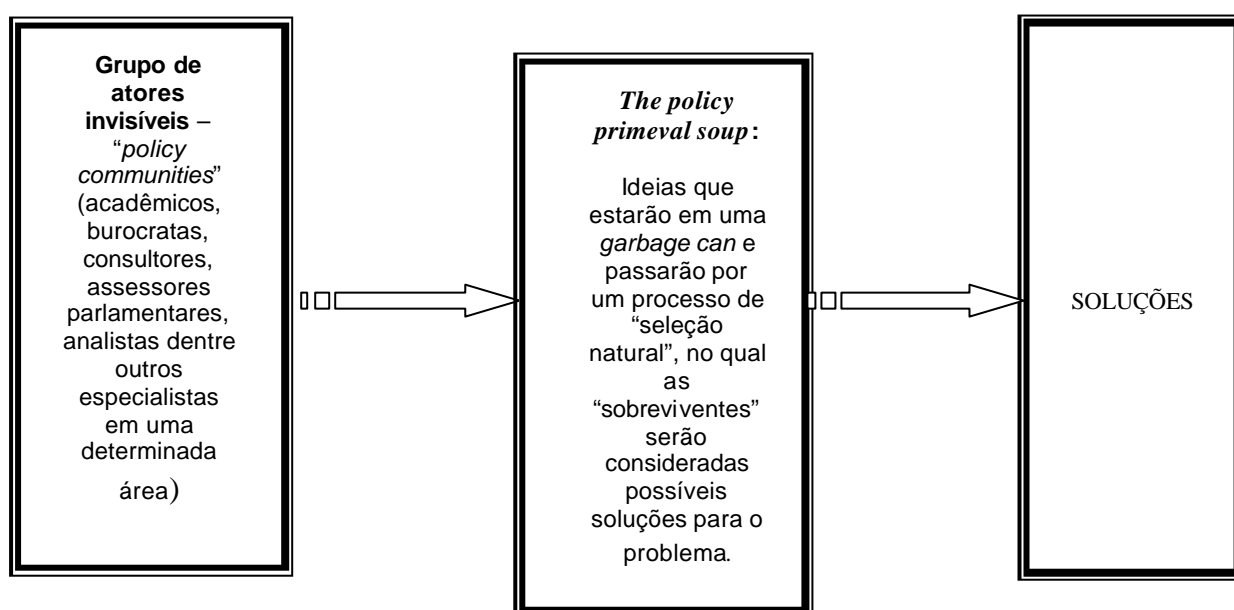 Grupo de
atores
invisíveis –
“policy
communities”
(acadêmicos,
burocratas,
consultores,
assessores
parlamentares,
analistas dentre
outros
especialistas
em uma
determinada
área)
The policy
primeval soup:
Ideias que
estarão em uma
garbage can e
passarão por
um processo de
“seleção
natural”, no qual
as
“sobreviventes”
serão
consideradas
possíveis
soluções para o
problema.
SOLUÇÕES